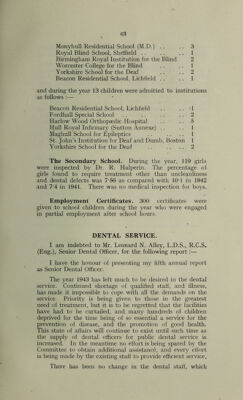 63
Monyhull Residential School (M.D.) .. .. 3
Royal Blind School, Sheffield .. .. 1
Birmingham Royal Institution for the Blind 2
Worcester College for the Blind .. .. 1
Yorkshire School for the Deaf .. .. 2
Beacon Residential School, Lichfield .. .. 1
and during the year 13 children were admitted to institutions
as follows :—
Beacon Residential School, Lichfield .. 1
Fordhall Special School .. .. 2
Harlow Wood Orthopædic Hospital .. .. 5
Hull Royal Infirmary (Sutton Annexe) .. 1
Maghull School for Epileptics .. .. 1
St. John's Institution for Deaf and Dumb, Boston 1
Yorkshire School for the Deaf .. .. 2
The Secondary School. During the year, 119 girls
were inspected by Dr. R. Halperin. The percentage of
girls found to require treatment other than uncleanliness
and dental defects was 7·86 as compared with 10·1 in 1942
and 7·4 in 1941. There was no medical inspection for boys.
Employment Certificates. 300 certificates were
given to school children during the year who were engaged
in partial employment after school hours.
DENTAL SERVICE.
I am indebted to Mr. Leonard N. Alley, L.D.S., R.C.S.
(Eng.), Senior Dental Officer, for the following report :—
I have the honour of presenting my fifth annual report
as Senior Dental Officer.
The year 1943 has left much to be desired in the dental
service. Continued shortage of qualified staff, and illness,
has made it impossible to cope with all the demands on the
service. Priority is being given to those in the greatest
need of treatment, but it is to be regretted that the facilities
have had to be curtailed, and many hundreds of children
deprived for the time being of so essential a service for the
prevention of disease, and the promotion of good health.
This state of affairs will continue to exist until such time as
the supply of dental officers for public dental service is
increased. In the meantime no effort is being spared by the
Committee to obtain additional assistance, and every effort
is being made by the existing staff to provide efficient service,
There has been no change in the dental staff, which